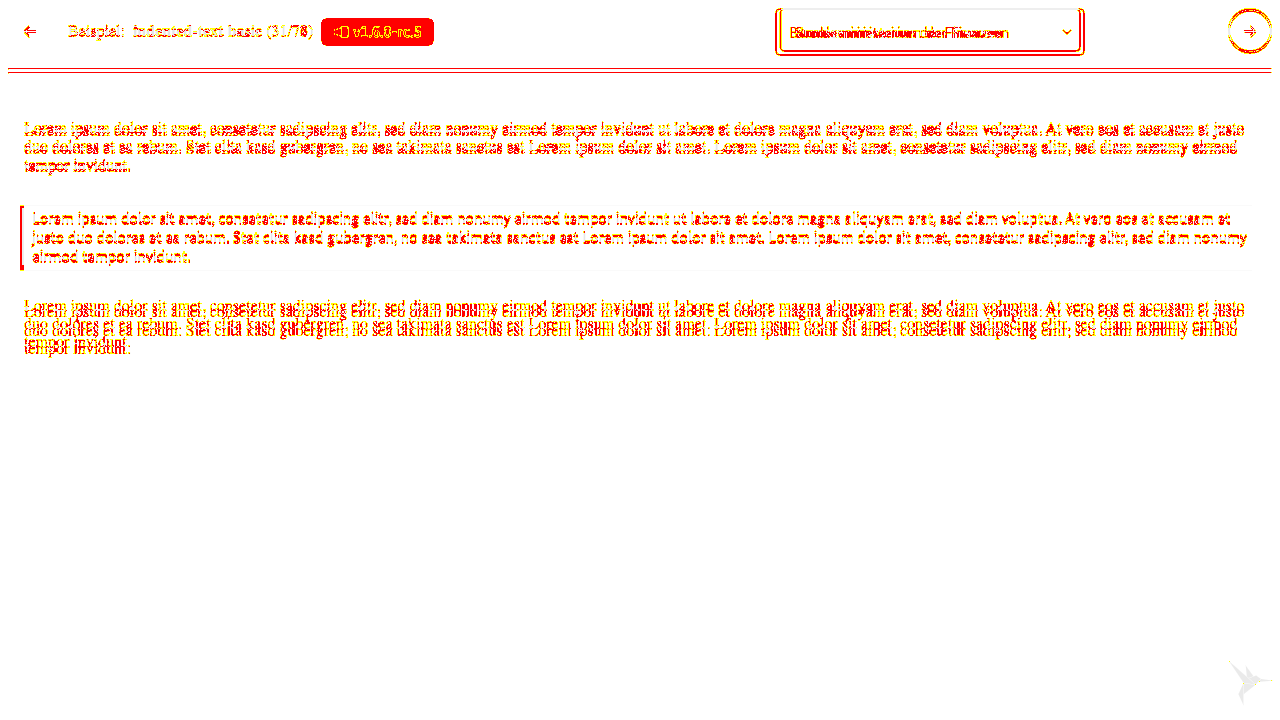 Beispiel: indented-text basic (31/78) v1.6.0-rc.5
Lorem ipsum dolor sit amet, consetetur sadipscing elitr, sed diam nonumy eirmod tempor invidunt ut labore et dolore magna aliquyam erat, sed diam voluptua. At vero eos et accusam et justo
duo dolores et ea rebum. Stet clita kasd gubergren, no sea takimata sanctus est Lorem ipsum dolor sit amet. Lorem ipsum dolor sit amet, consetetur sadipscing elitr, sed diam nonumy eirmod
tempor invidunt.
Lorem ipsum dolor sit amet, consetetur sadipscing elitr, sed diam nonumy eirmod tempor invidunt ut labore et dolore magna aliquyam erat, sed diam voluptua. At vero eos et accusam et
justo duo dolores et ea rebum. Stet clita kasd gubergren, no sea takimata sanctus est Lorem ipsum dolor sit amet. Lorem ipsum dolor sit amet, consetetur sadipscing elitr, sed diam nonumy
eirmod tempor invidunt.
Lorem ipsum dolor sit amet, consetetur sadipscing elitr, sed diam nonumy eirmod tempor invidunt ut labore et dolore magna aliquyam erat, sed diam voluptua. At vero eos et accusam et justo
duo dolores et ea rebum. Stet clita kasd gubergren, no sea takimata sanctus est Lorem ipsum dolor sit amet. Lorem ipsum dolor sit amet, consetetur sadipscing elitr, sed diam nonumy eirmod
tempor invidunt.